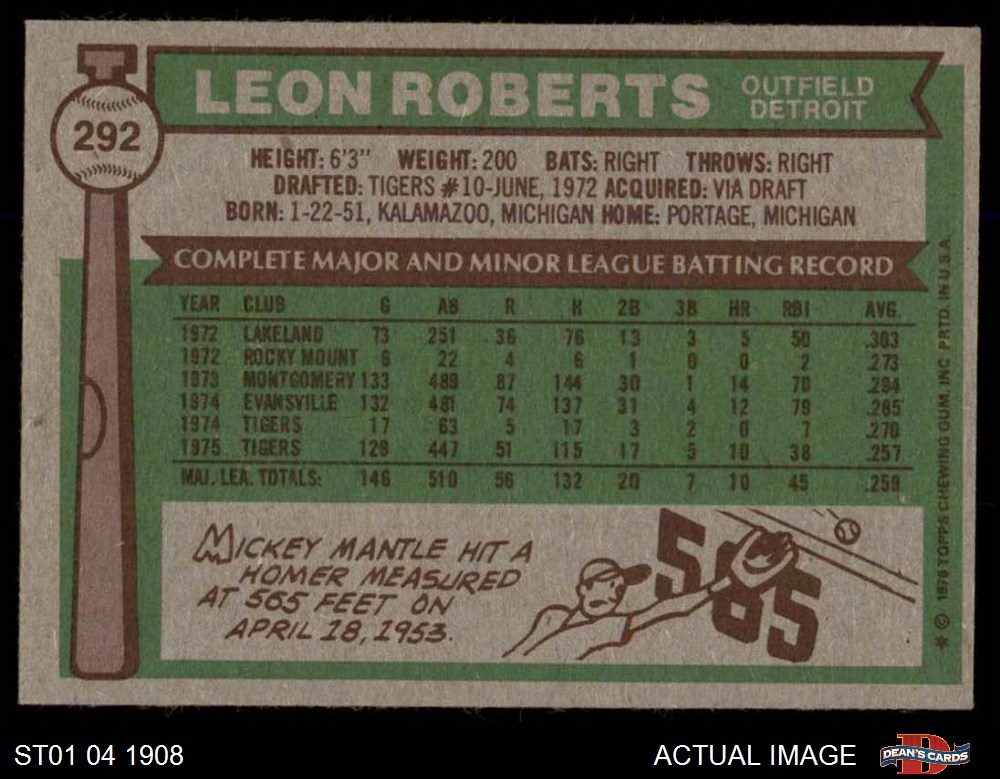 292
LEON ROBERTS
OUTFIELD
DETROIT
HEIGHT: 6'3" WEIGHT: 200 BATS: RIGHT THROWS: RIGHT
DRAFTED: TIGERS #10-JUNE, 1972 ACQUIRED: VIA DRAFT
BORN: 1-22-51, KALAMAZOO, MICHIGAN HOME: PORTAGE, MICHIGAN
COMPLETE MAJOR AND MINOR LEAGUE BATTING RECORD
YEAR CLUB G AB R H 2B 3B HR RBI AVG.
1972 LAKELAND 73 251 36 76 13 3 5 50 .303
1972 ROCKY MOUNT 6 22 4 6 1 0 0 2 .273
1973 MONTGOMERY 133 489 87 144 30 1 14 70 .294
1974 EVANSVILLE 132 481 74 137 31 4 12 79 .285
1974 TIGERS 17 63 5 17 3 2 0 7 .270
1975 TIGERS 129 447 51 115 17 5 10 38 .257
MAJ. LEA. TOTALS: 146 510 56 132 20 7 10 45 .259
MICKEY MANTLE HIT A
HOMER MEASURED
AT 565 FEET ON
APRIL 18, 1953.
565
* © 1976 TOPPS CHEWING GUM, INC PRTD. IN U.S.A.
ST01 04 1908
ACTUAL IMAGE
D
DEAN'S CARDS